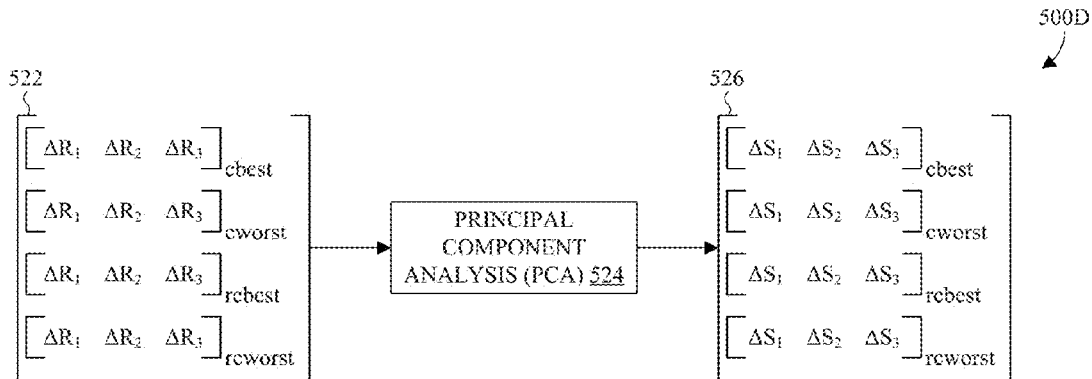 500D
522
526
[ΔR₁ ΔR₂ ΔR₃]cbest
[ΔR₁ ΔR₂ ΔR₃]cworst
[ΔR₁ ΔR₂ ΔR₃]rcbest
[ΔR₁ ΔR₂ ΔR₃]rcworst
PRINCIPAL
COMPONENT
ANALYSIS (PCA) 524
[ΔS₁ ΔS₂ ΔS₃]cbest
[ΔS₁ ΔS₂ ΔS₃]cworst
[ΔS₁ ΔS₂ ΔS₃]rcbest
[ΔS₁ ΔS₂ ΔS₃]rcworst